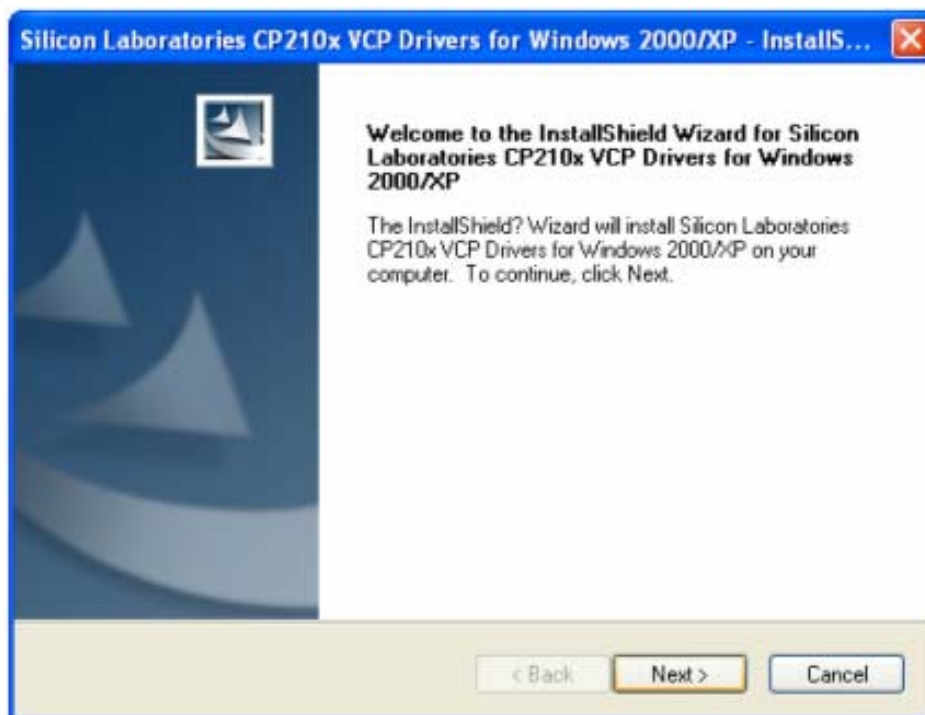 Silicon Laboratories CP210x VCP Drivers for Windows 2000/XP - InstallS...
Welcome to the InstallShield Wizard for Silicon
Laboratories CP210x VCP Drivers for Windows
2000/XP
The InstallShield? Wizard will install Silicon Laboratories
CP210x VCP Drivers for Windows 2000/XP on your
computer. To continue, click Next.
< Back
Next >
Cancel